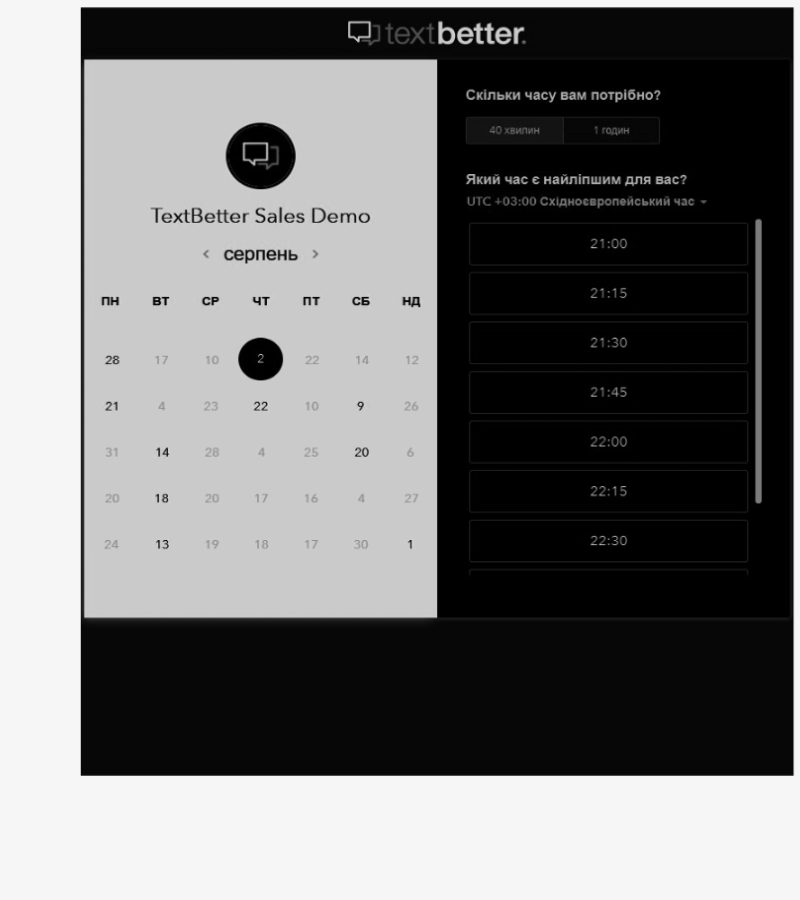 textbetter.
TextBetter Sales Demo
серпень
ПН ВТ СР ЧТ ПТ СБ НД
28 17 10 2 22 14 12
21 4 23 22 10 9 26
31 14 28 4 25 20 6
20 18 20 17 16 4 27
24 13 19 18 17 30 1
Скільки часу вам потрібно?
40 хвилин 1 годин
Який час є найліпшим для вас?
UTC +03:00 Східноєвропейський час
21:00
21:15
21:30
21:45
22:00
22:15
22:30